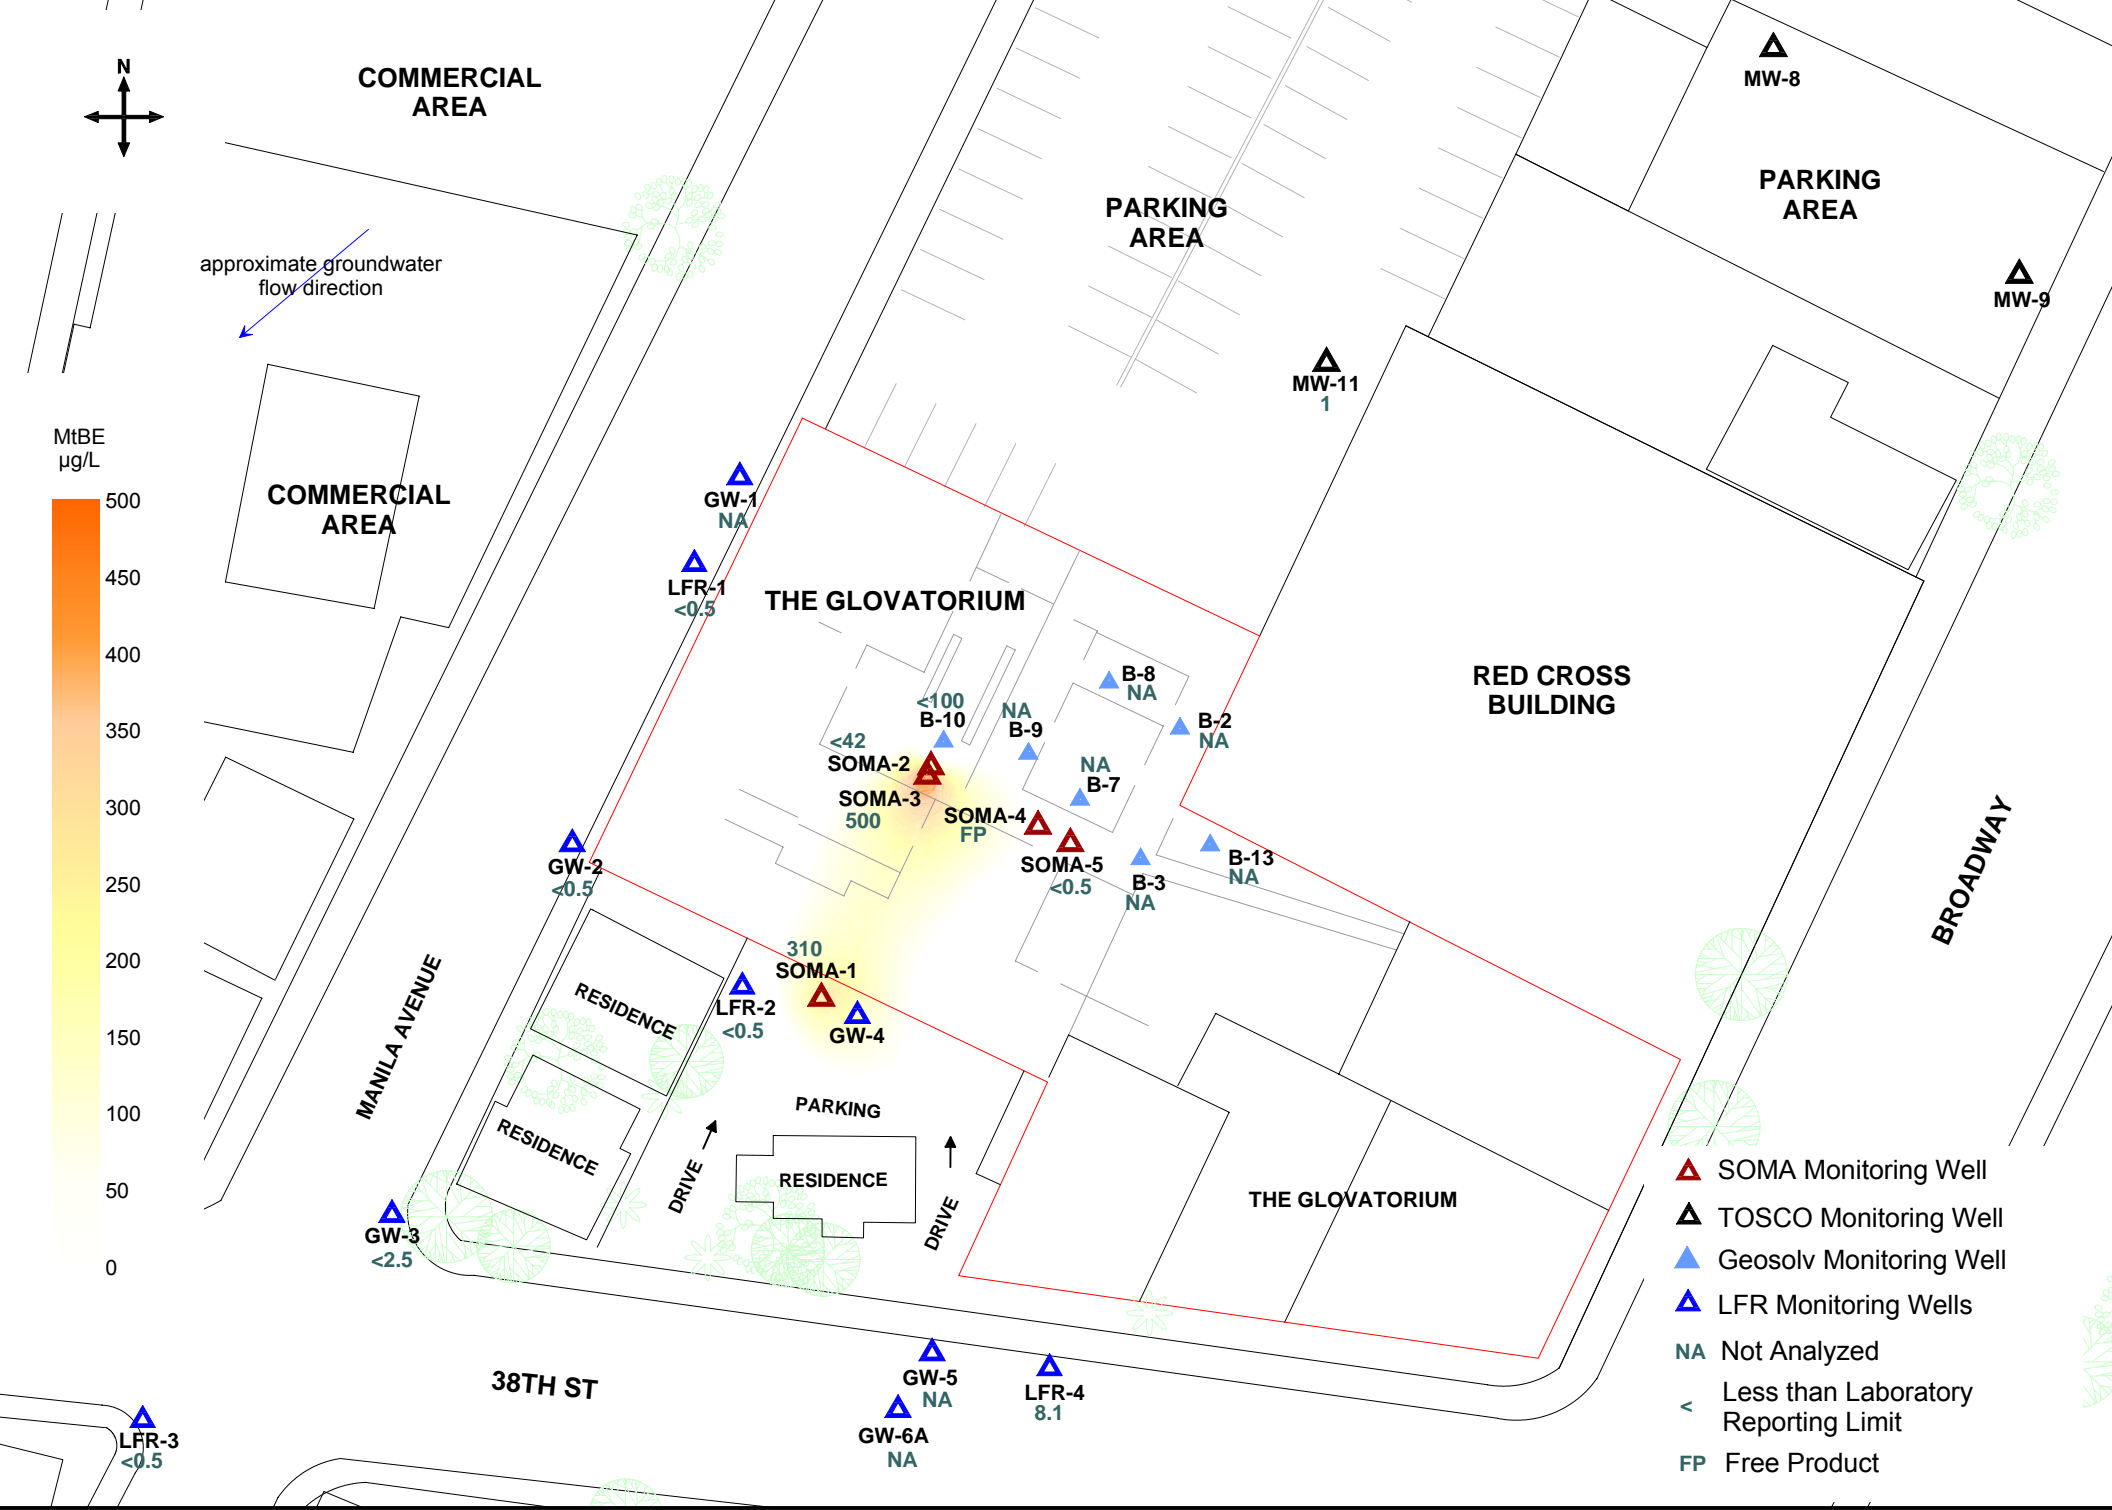 N
COMMERCIAL
AREA
MW-8
PARKING
AREA
PARKING
AREA
approximate groundwater
flow direction
MW-9
MW-11
1
MtBE
µg/L
500
450
400
350
300
250
200
150
100
50
0
COMMERCIAL
AREA
GW-1
NA
LFR-1
<0.5
THE GLOVATORIUM
RED CROSS
BUILDING
B-8
NA
<100
B-10
NA
B-9
B-2
NA
<42
SOMA-2
NA
B-7
SOMA-3
500
SOMA-4
FP
SOMA-5
<0.5
B-13
NA
B-3
NA
GW-2
<0.5
BROADWAY
310
SOMA-1
LFR-2
<0.5
GW-4
RESIDENCE
MANILA AVENUE
PARKING
RESIDENCE
DRIVE
RESIDENCE
DRIVE
THE GLOVATORIUM
GW-3
<2.5
38TH ST
GW-5
NA
LFR-4
8.1
GW-6A
NA
LFR-3
<0.5
SOMA Monitoring Well
TOSCO Monitoring Well
Geosolv Monitoring Well
LFR Monitoring Wells
NA Not Analyzed
< Less than Laboratory
Reporting Limit
FP Free Product